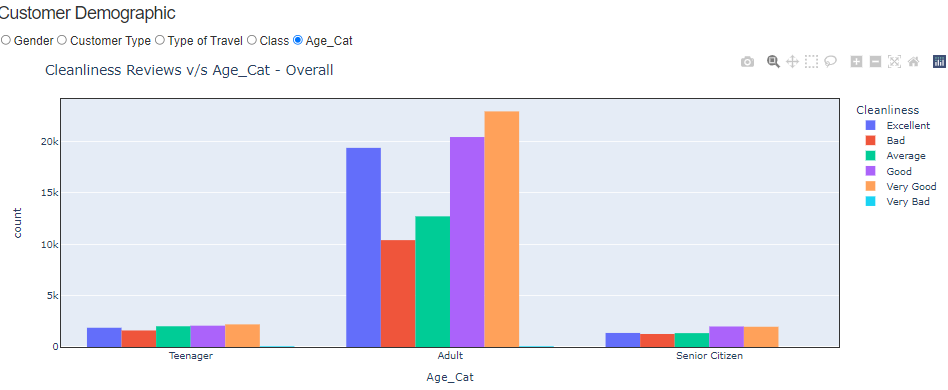 Customer Demographic
Gender Customer Type Type of Travel Class Age_Cat
Cleanliness Reviews v/s Age_Cat - Overall
Cleanliness
Excellent
Bad
Average
Good
Very Good
Very Bad
20k
15k
10k
5k
0
count
Teenager Adult Senior Citizen
Age_Cat